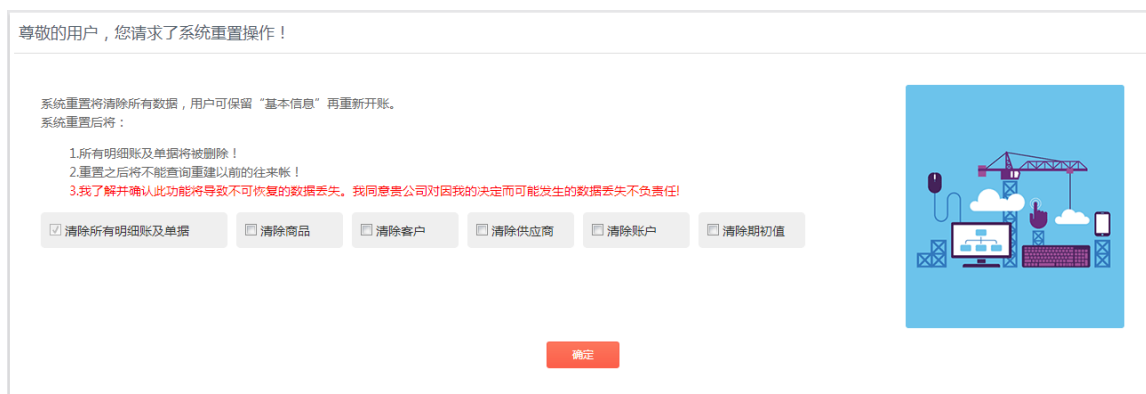 尊敬的用户，您请求了系统重置操作！
系统重置将清除所有数据，用户可保留“基本信息”再重新开账。
系统重置后将：
1.所有明细账及单据将被删除！
2.重置之后将不能查询重建以前的往来帐！
3.我了解并确认此功能将导致不可恢复的数据丢失。我同意贵公司对因我的决定而可能发生的数据丢失不负责任!
清除所有明细账及单据 清除商品 清除客户 清除供应商 清除账户 清除期初值
确定